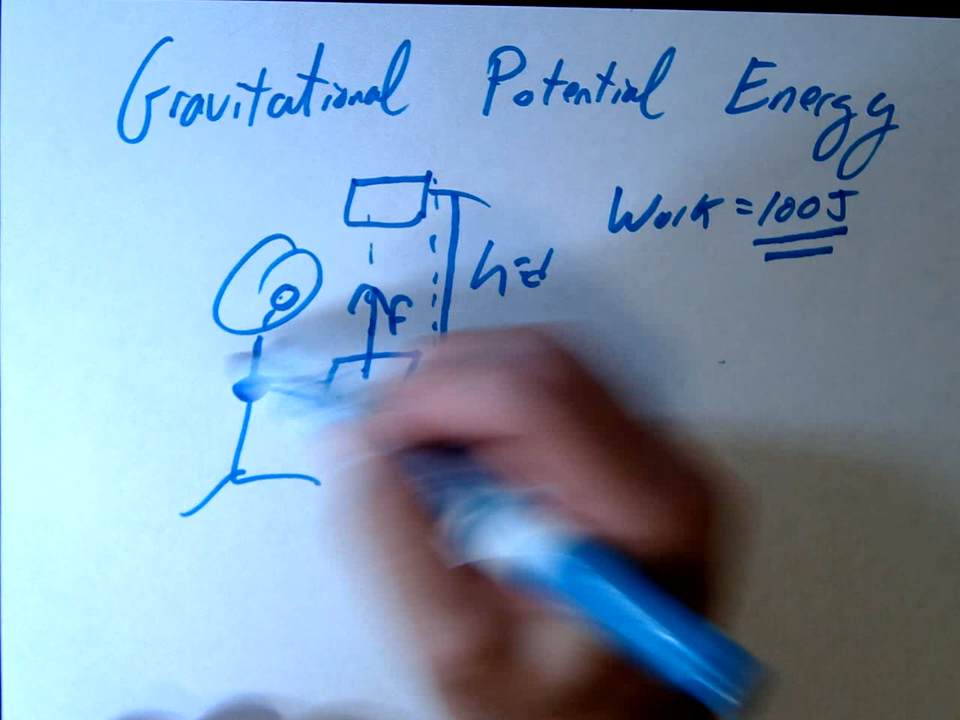 Gravitational Potential Energy
Work = 100J
h=d
F